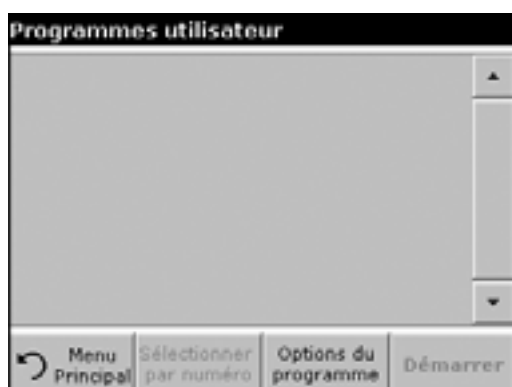 Programmes utilisateur
Menu
Principal
Sélectionner
par numéro
Options du
programme
Démarrer